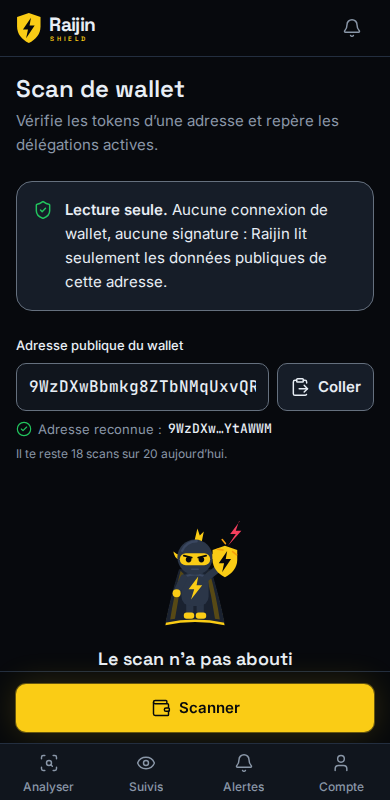 Raijin
SHIELD
Scan de wallet
Vérifie les tokens d’une adresse et repère les
délégations actives.
Lecture seule. Aucune connexion de
wallet, aucune signature : Raijin lit
seulement les données publiques de
cette adresse.
Adresse publique du wallet
9WzDXwBbmkg8ZTbNMqUxvQR
Coller
Adresse reconnue : 9WzDXw…YtAWWM
Il te reste 18 scans sur 20 aujourd’hui.
Le scan n’a pas abouti
Scanner
Analyser
Suivis
Alertes
Compte